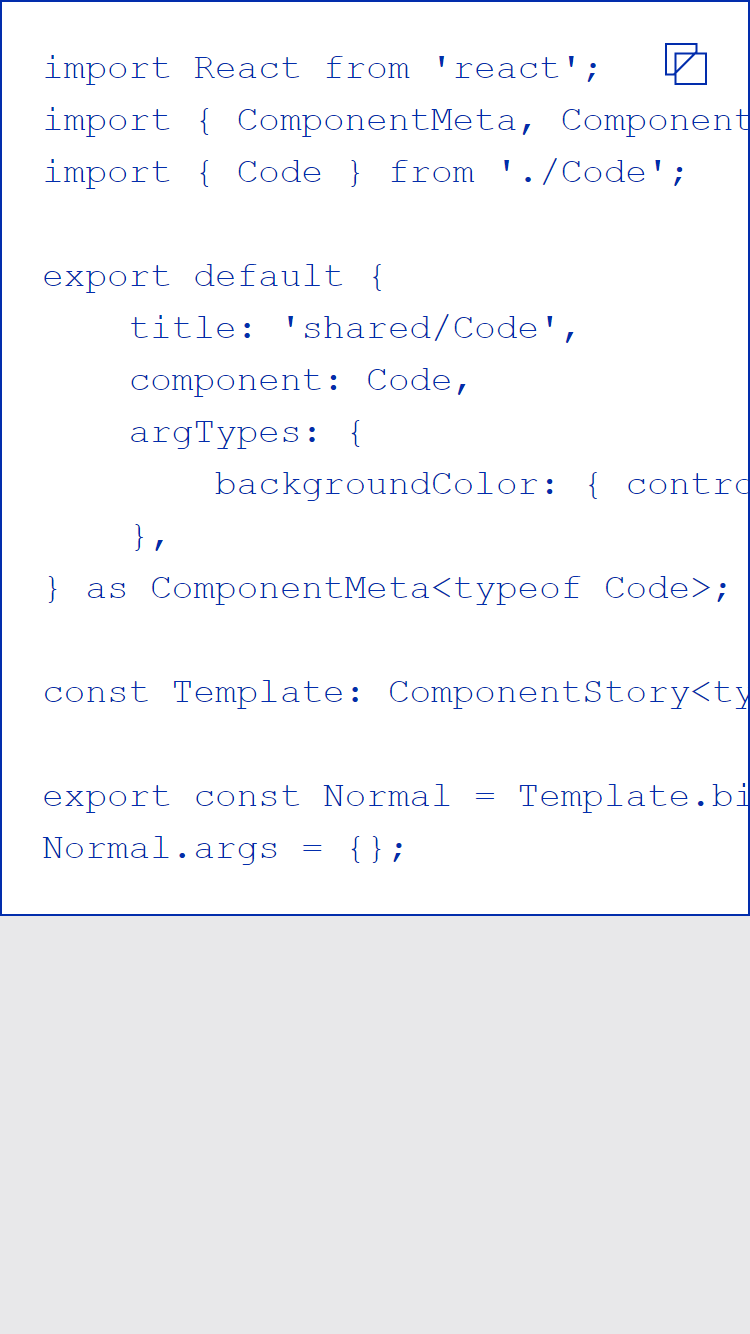 import React from 'react';
import { ComponentMeta, Component
import { Code } from './Code';

export default {
    title: 'shared/Code',
    component: Code,
    argTypes: {
        backgroundColor: { contro
    },
} as ComponentMeta<typeof Code>;

const Template: ComponentStory<ty

export const Normal = Template.bi
Normal.args = {};